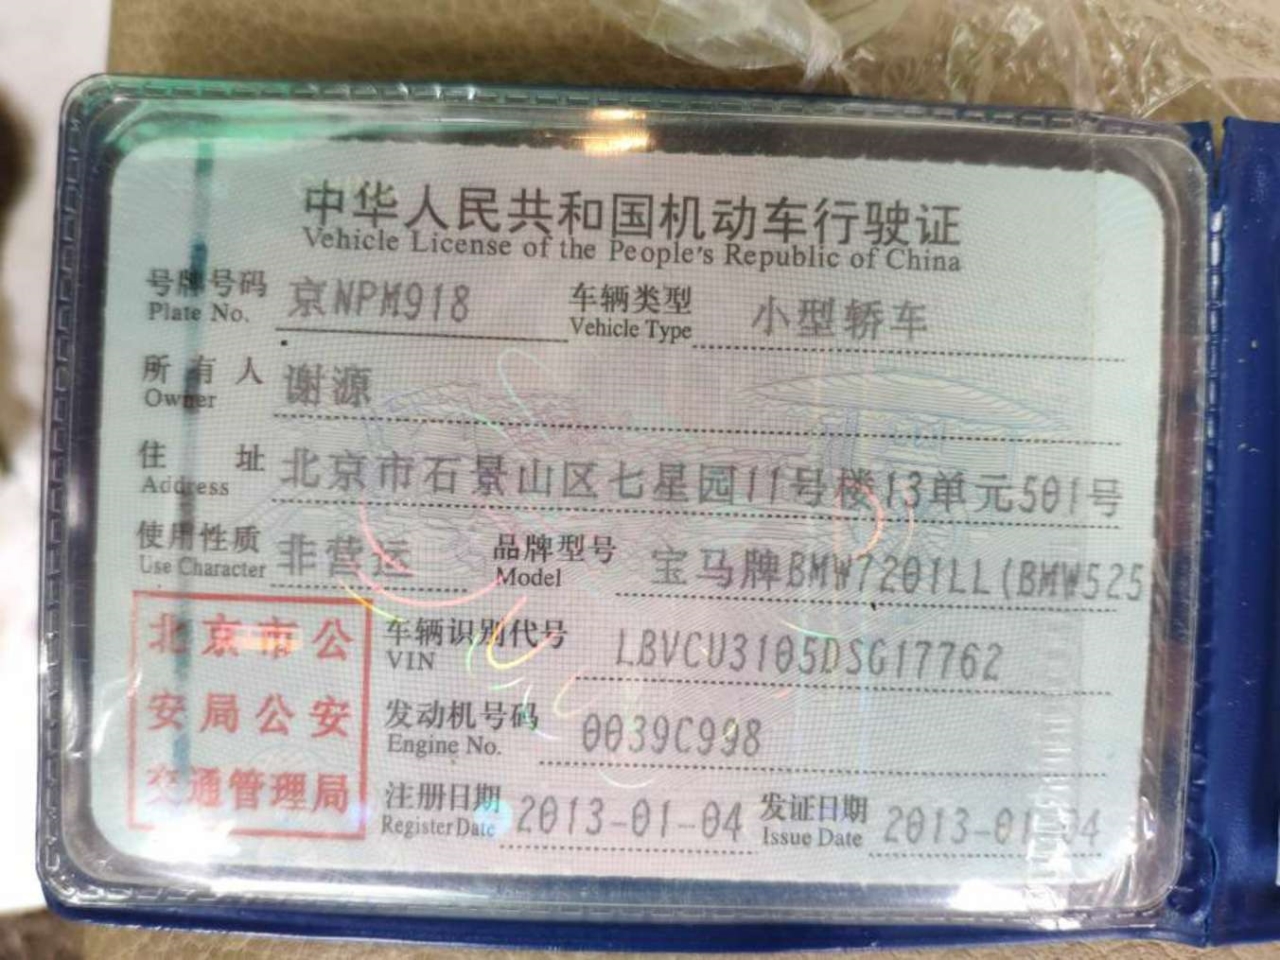 中华人民共和国机动车行驶证
Vehicle License of the People's Republic of China
号牌号码 京NPM918 车辆类型 小型轿车
Plate No. Vehicle Type
所有人 谢源
Owner
住址 北京市石景山区七星园11号楼13单元501号
Address
使用性质 非营运 品牌型号 宝马牌BMW7201LL(BMW525
Use Character Model
北京市公
安局公安
交通管理局
车辆识别代号 LBVCU3105DSG17762
VIN
发动机号码 0039C998
Engine No.
注册日期 2013-01-04 发证日期 2013-01-04
Register Date Issue Date